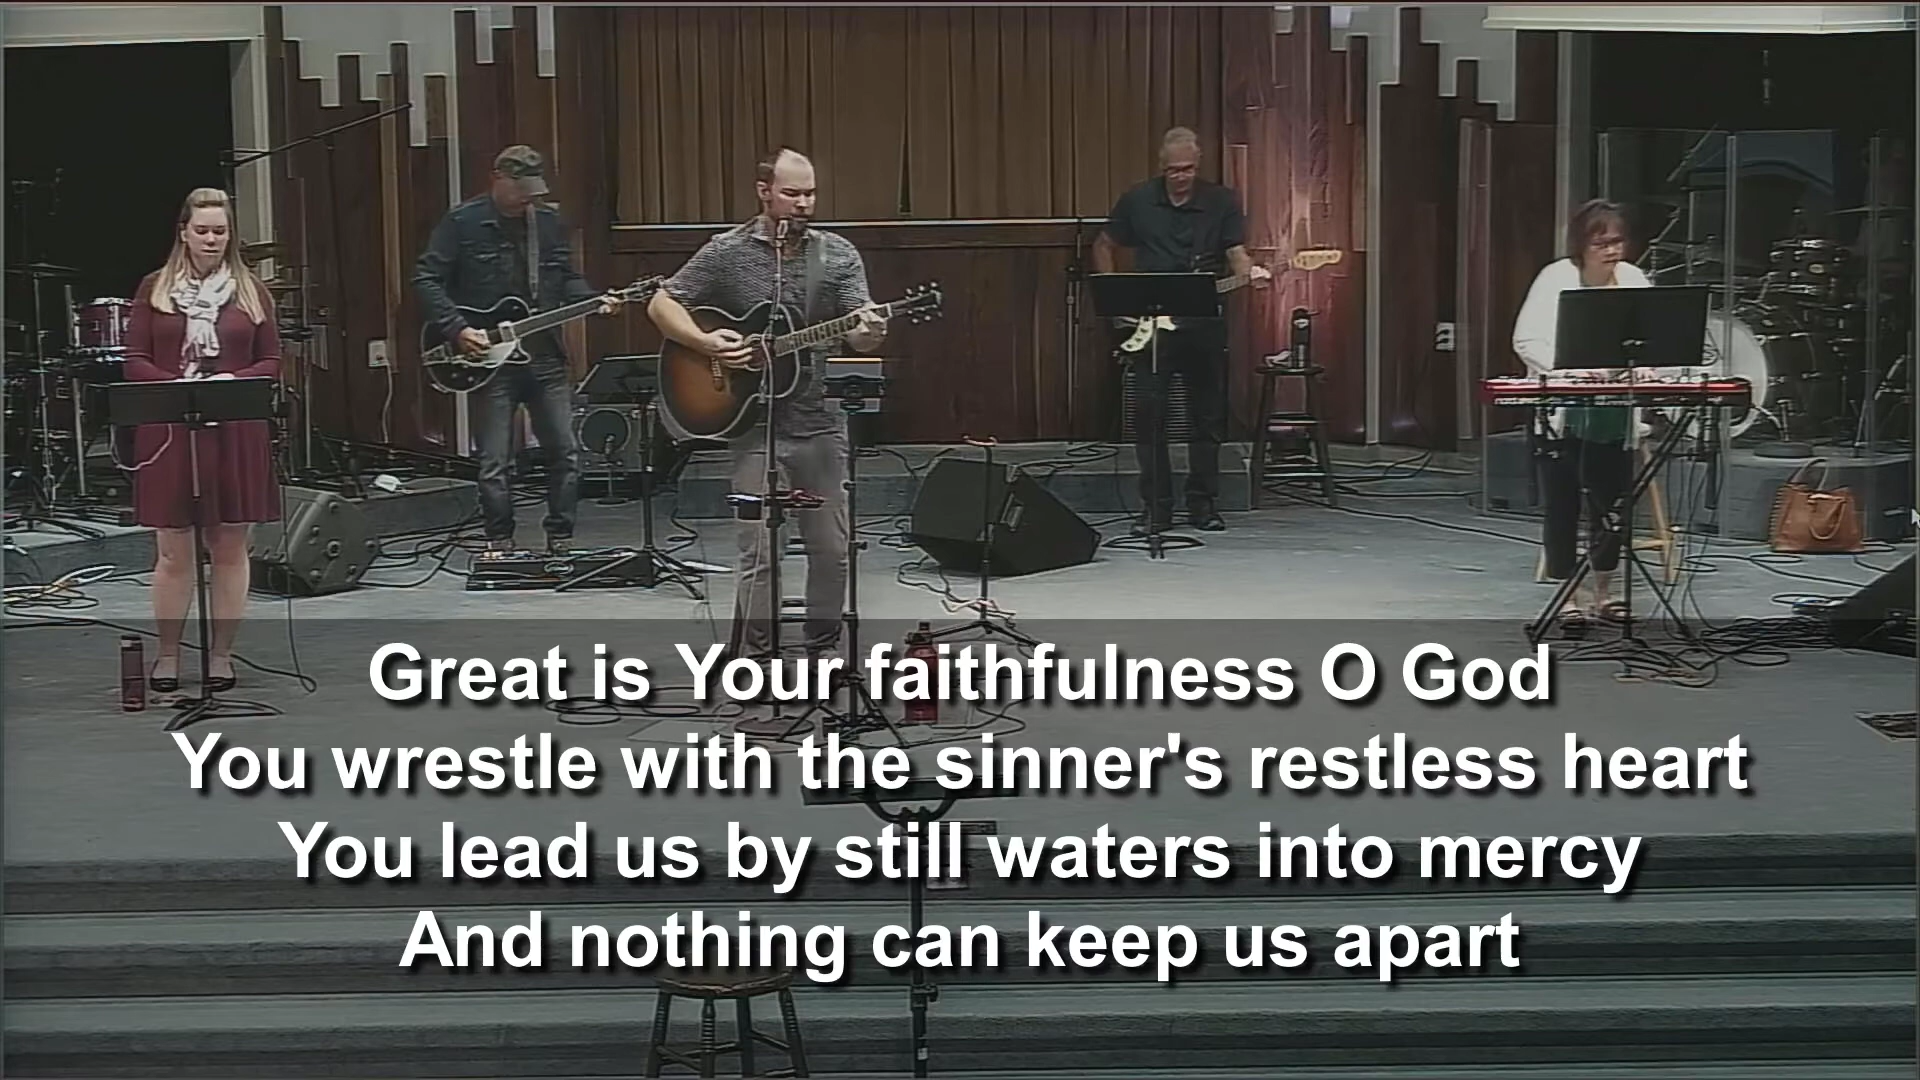 Great is Your faithfulness O God
You wrestle with the sinner's restless heart
You lead us by still waters into mercy
And nothing can keep us apart